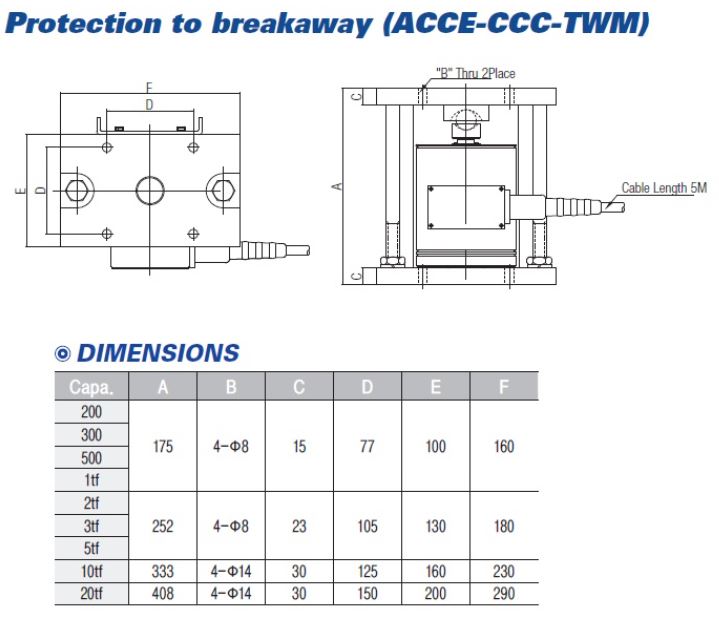 Protection to breakaway (ACCE-CCC-TWM)
"B" Thru 2Place
F
D
C
E
D
A
Cable Length 5M
C
DIMENSIONS
Capa. A B C D E F
200
300
175 4-Φ8 15 77 100 160
500
1tf
2tf
3tf 252 4-Φ8 23 105 130 180
5tf
10tf 333 4-Φ14 30 125 160 230
20tf 408 4-Φ14 30 150 200 290